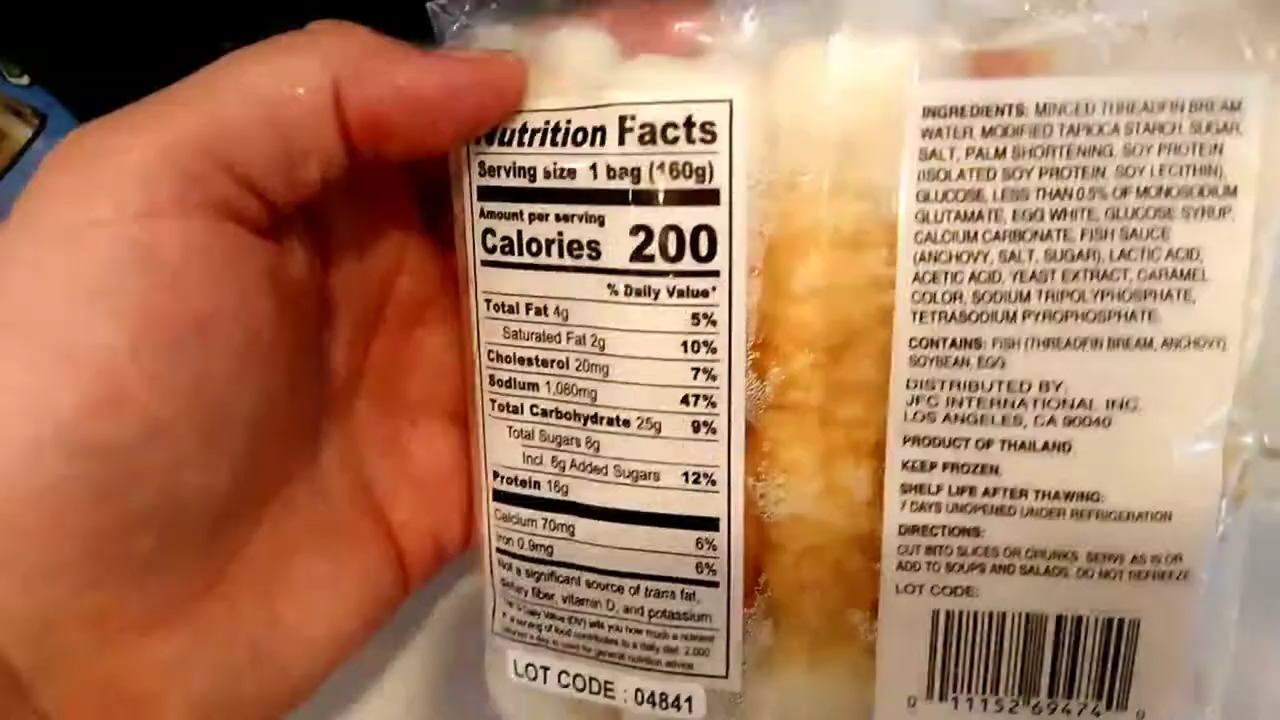 Nutrition Facts
Serving size 1 bag (160g)
Amount per serving
Calories 200
% Daily Value*
Total Fat 4g 5%
Saturated Fat 2g 10%
Cholesterol 20mg 7%
Sodium 1,080mg 47%
Total Carbohydrate 25g 9%
Total Sugars 8g
Incl. 6g Added Sugars 12%
Protein 16g
Calcium 70mg 6%
Iron 0.9mg 6%
Not a significant source of trans fat,
dietary fiber, vitamin D, and potassium
* The % Daily Value (DV) tells you how much a nutrient
in a serving of food contributes to a daily diet. 2,000
calories a day is used for general nutrition advice.
LOT CODE : 04841
INGREDIENTS: MINCED THREADFIN BREAM,
WATER, MODIFIED TAPIOCA STARCH, SUGAR,
SALT, PALM SHORTENING, SOY PROTEIN
(ISOLATED SOY PROTEIN, SOY LECITHIN),
GLUCOSE, LESS THAN 0.5% OF MONOSODIUM
GLUTAMATE, EGG WHITE, GLUCOSE SYRUP,
CALCIUM CARBONATE, FISH SAUCE
(ANCHOVY, SALT, SUGAR), LACTIC ACID,
ACETIC ACID, YEAST EXTRACT, CARAMEL
COLOR, SODIUM TRIPOLYPHOSPHATE,
TETRASODIUM PYROPHOSPHATE
CONTAINS: FISH (THREADFIN BREAM, ANCHOVY),
SOYBEAN, EGG
DISTRIBUTED BY:
JFC INTERNATIONAL INC.
LOS ANGELES, CA 90040
PRODUCT OF THAILAND
KEEP FROZEN.
SHELF LIFE AFTER THAWING:
7 DAYS UNOPENED UNDER REFRIGERATION
DIRECTIONS:
CUT INTO SLICES OR CHUNKS. SERVE AS IS OR
ADD TO SOUPS AND SALADS. DO NOT REFREEZE
LOT CODE:
0 11152 69474 0